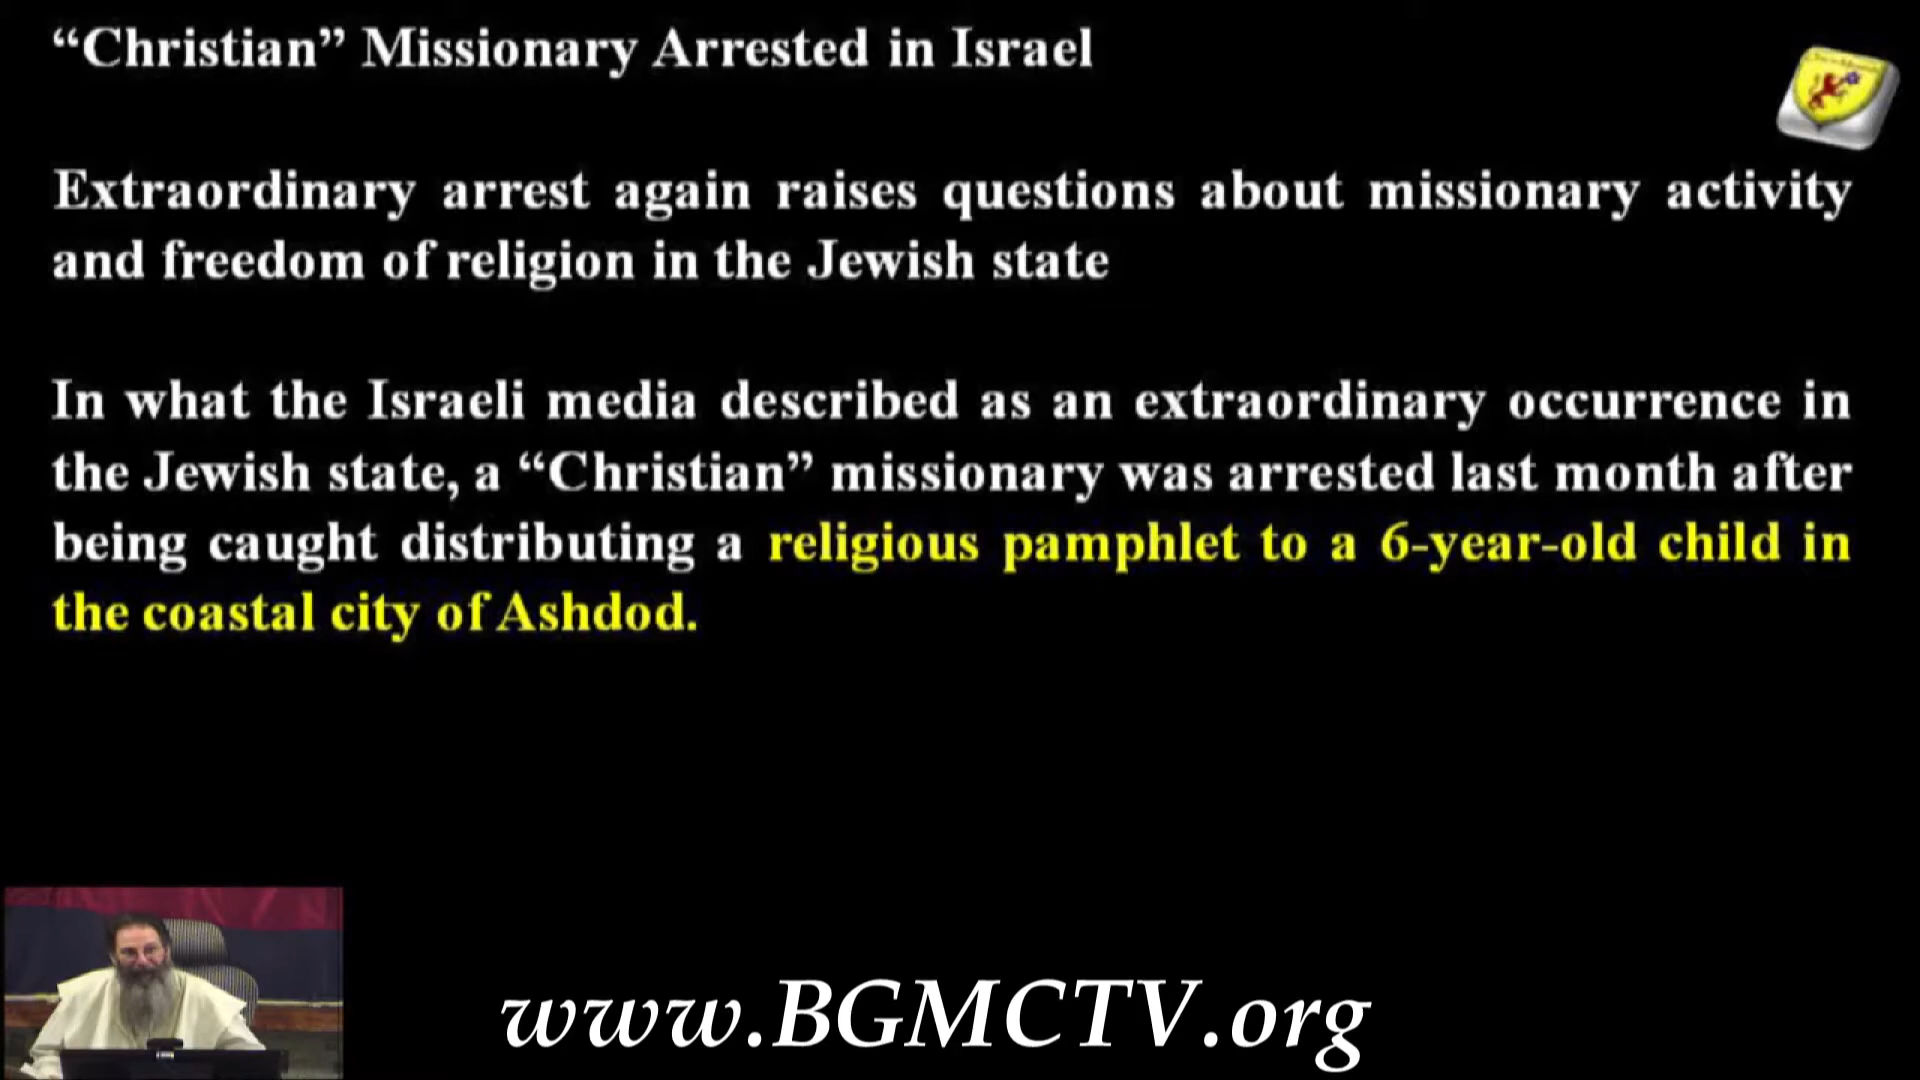 “Christian” Missionary Arrested in Israel
Extraordinary arrest again raises questions about missionary activity
and freedom of religion in the Jewish state
In what the Israeli media described as an extraordinary occurrence in
the Jewish state, a “Christian” missionary was arrested last month after
being caught distributing a religious pamphlet to a 6-year-old child in
the coastal city of Ashdod.
www.BGMCTV.org